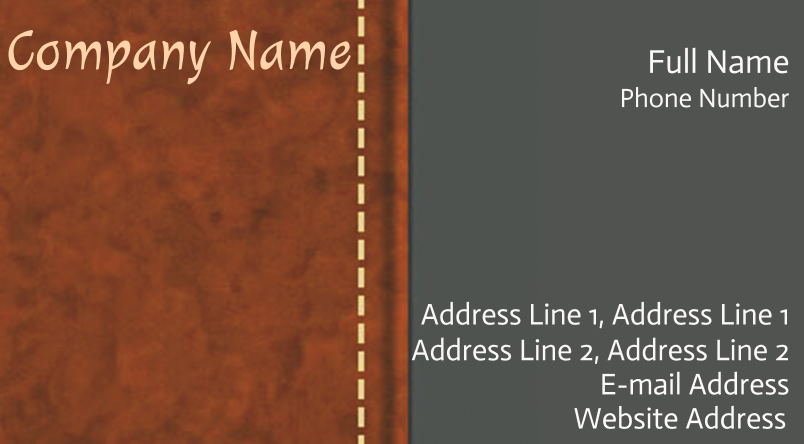 Company Name
Full Name
Phone Number
Address Line 1, Address Line 1
Address Line 2, Address Line 2
E-mail Address
Website Address